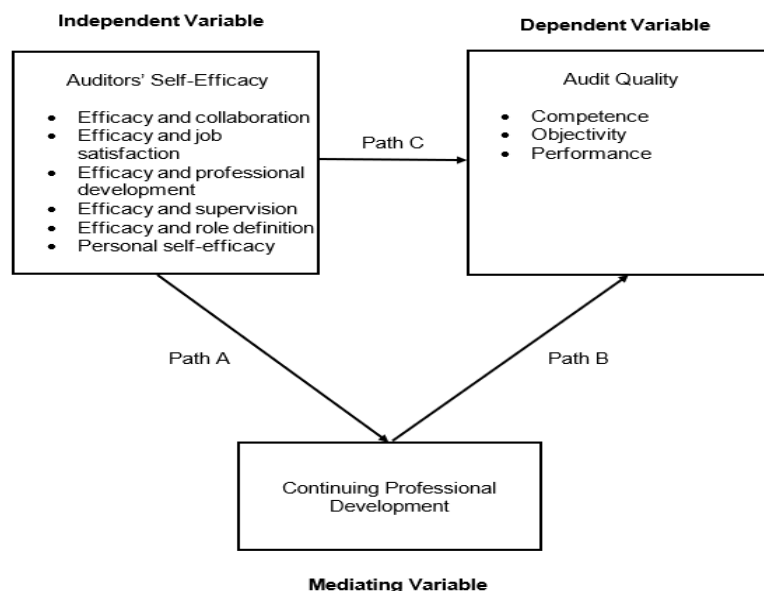 Independent Variable
Dependent Variable
Auditors' Self-Efficacy
• Efficacy and collaboration
• Efficacy and job
satisfaction
• Efficacy and professional
development
• Efficacy and supervision
• Efficacy and role definition
• Personal self-efficacy
Path C
Audit Quality
• Competence
• Objectivity
• Performance
Path A
Path B
Continuing Professional
Development
Mediating Variable